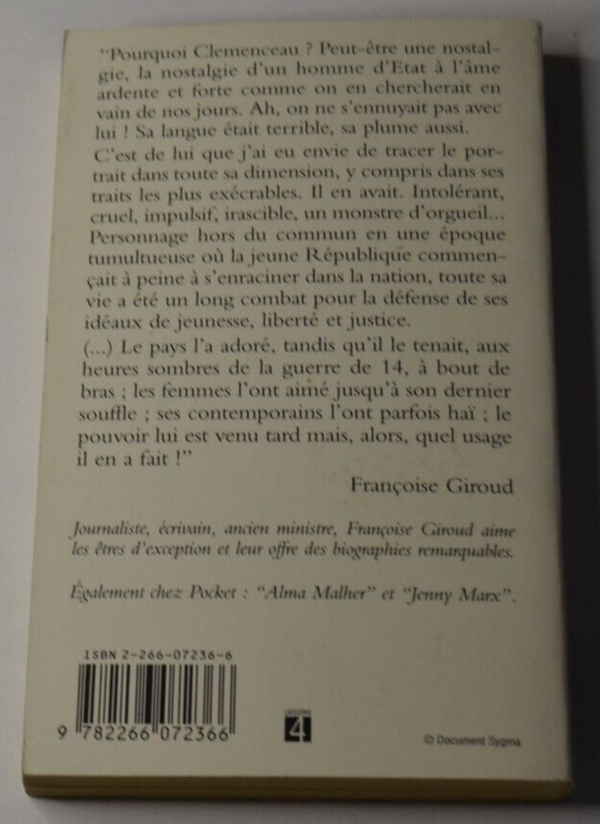 “Pourquoi Clemenceau ? Peut-être une nostal-
gie, la nostalgie d'un homme d'Etat à l'âme
ardente et forte comme on en chercherait en
vain de nos jours. Ah, on ne s'ennuyait pas avec
lui ! Sa langue était terrible, sa plume aussi.
C'est de lui que j'ai eu envie de tracer le por-
trait dans toute sa dimension, y compris dans ses
traits les plus exécrables. Il en avait. Intolérant,
cruel, impulsif, irascible, un monstre d'orgueil...
Personnage hors du commun en une époque
tumultueuse où la jeune République commen-
çait à peine à s'enraciner dans la nation, toute sa
vie a été un long combat pour la défense de ses
idéaux de jeunesse, liberté et justice.
(...) Le pays l'a adoré, tandis qu'il le tenait, aux
heures sombres de la guerre de 14, à bout de
bras ; les femmes l'ont aimé jusqu'à son dernier
souffle ; ses contemporains l'ont parfois haï ; le
pouvoir lui est venu tard mais, alors, quel usage
il en a fait !”
Françoise Giroud
Journaliste, écrivain, ancien ministre, Françoise Giroud aime
les êtres d'exception et leur offre des biographies remarquables.
Également chez Pocket : “Alma Malher” et “Jenny Marx”.
ISBN 2-266-07236-6
9 782266 072366
CATÉGORIE
4
© Document Sygma